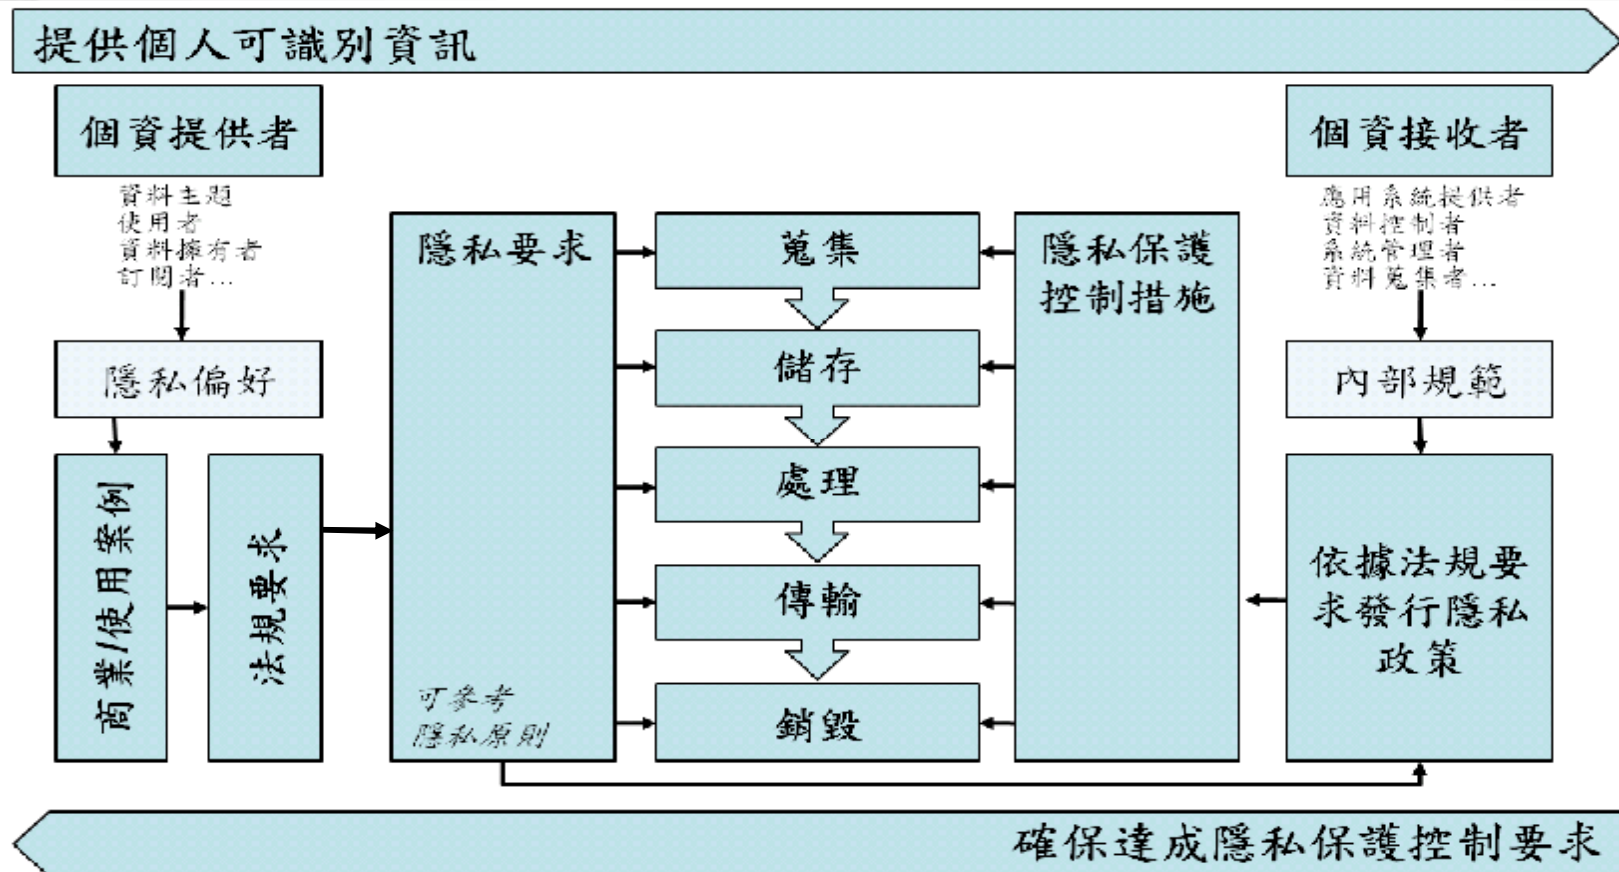 提供個人可識別資訊
個資提供者
資料主題
使用者
資料擁有者
訂閱者...
隱私偏好
商業/使用案例
法規要求
隱私要求
可參考
隱私原則
蒐集
儲存
處理
傳輸
銷毀
隱私保護
控制措施
個資接收者
應用系統提供者
資料控制者
系統管理者
資料蒐集者...
內部規範
依據法規要
求發行隱私
政策
確保達成隱私保護控制要求